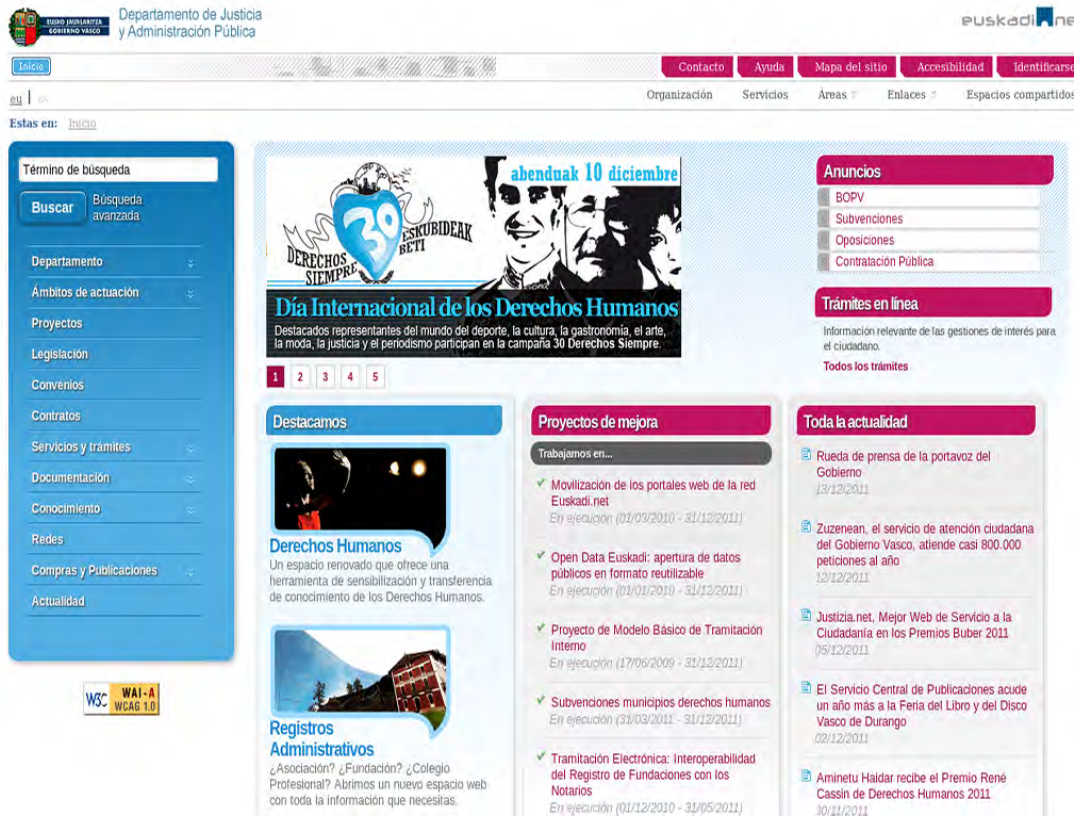 EUSKO JAURLARITZA
GOBIERNO VASCO
Departamento de Justicia
y Administración Pública
euskadi ne
Inicio
Contacto
Ayuda
Mapa del sitio
Accesibilidad
Identificarse
eu | es
Organización
Servicios
Áreas
Enlaces
Espacios compartidos
Estas en: Inicio
Término de búsqueda
Buscar
Búsqueda
avanzada
Departamento
Ámbitos de actuación
Proyectos
Legislación
Convenios
Contratos
Servicios y trámites
Documentación
Conocimiento
Redes
Compras y Publicaciones
Actualidad
W3C WAI-A
WCAG 1.0
abenduak 10 diciembre
30
DERECHOS
SIEMPRE
ESKUBIDEAK
BETI
Día Internacional de los Derechos Humanos
Destacados representantes del mundo del deporte, la cultura, la gastronomía, el arte,
la moda, la justicia y el periodismo participan en la campaña 30 Derechos Siempre.
1 2 3 4 5
Anuncios
BOPV
Subvenciones
Oposiciones
Contratación Pública
Trámites en línea
Información relevante de las gestiones de interés para
el ciudadano.
Todos los trámites
Destacamos
Derechos Humanos
Un espacio renovado que ofrece una
herramienta de sensibilización y transferencia
de conocimiento de los Derechos Humanos.
Registros
Administrativos
¿Asociación? ¿Fundación? ¿Colegio
Profesional? Abrimos un nuevo espacio web
con toda la información que necesitas.
Proyectos de mejora
Trabajamos en...
Movilización de los portales web de la red
Euskadi.net
En ejecución (01/03/2010 - 31/12/2011)
Open Data Euskadi: apertura de datos
públicos en formato reutilizable
En ejecución (01/01/2010 - 31/12/2011)
Proyecto de Modelo Básico de Tramitación
Interno
En ejecución (17/06/2009 - 31/12/2011)
Subvenciones municipios derechos humanos
En ejecución (31/03/2011 - 31/12/2011)
Tramitación Electrónica: Interoperabilidad
del Registro de Fundaciones con los
Notarios
En ejecución (01/12/2010 - 31/05/2011)
Toda la actualidad
Rueda de prensa de la portavoz del
Gobierno
13/12/2011
Zuzenean, el servicio de atención ciudadana
del Gobierno Vasco, atiende casi 800.000
peticiones al año
12/12/2011
Justizia.net, Mejor Web de Servicio a la
Ciudadanía en los Premios Buber 2011
05/12/2011
El Servicio Central de Publicaciones acude
un año más a la Feria del Libro y del Disco
Vasco de Durango
02/12/2011
Aminetu Haidar recibe el Premio René
Cassin de Derechos Humanos 2011
30/11/2011